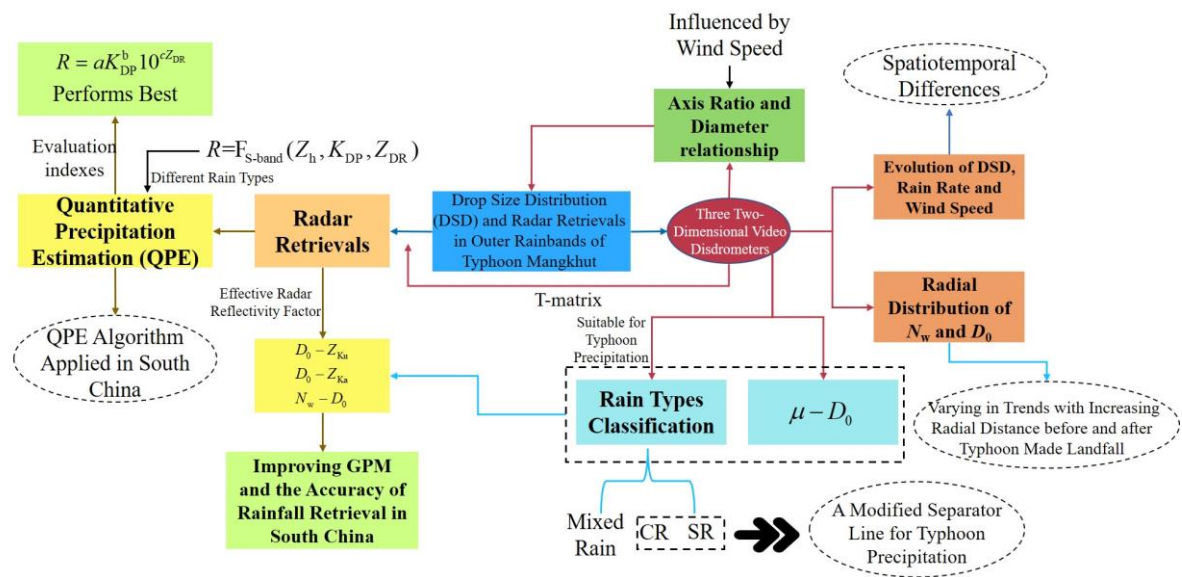 Influenced by
Wind Speed
R = aK_DP^b 10^{cZ_DR}
Performs Best
Evaluation
indexes
R=F_S-band(Z_h, K_DP, Z_DR)
Different Rain Types
Quantitative
Precipitation
Estimation (QPE)
QPE Algorithm
Applied in South
China
Radar
Retrievals
Effective Radar
Reflectivity Factor
D_0 − Z_Ku
D_0 − Z_Ka
N_w − D_0
Improving GPM
and the Accuracy of
Rainfall Retrieval in
South China
Drop Size Distribution
(DSD) and Radar Retrievals
in Outer Rainbands of
Typhoon Mangkhut
T-matrix
Axis Ratio and
Diameter
relationship
Three Two-
Dimensional Video
Disdrometers
Suitable for
Typhoon
Precipitation
Rain Types
Classification
μ − D_0
Mixed
Rain
CR SR
A Modified Separator
Line for Typhoon
Precipitation
Spatiotemporal
Differences
Evolution of DSD,
Rain Rate and
Wind Speed
Radial
Distribution of
N_w and D_0
Varying in Trends with Increasing
Radial Distance before and after
Typhoon Made Landfall